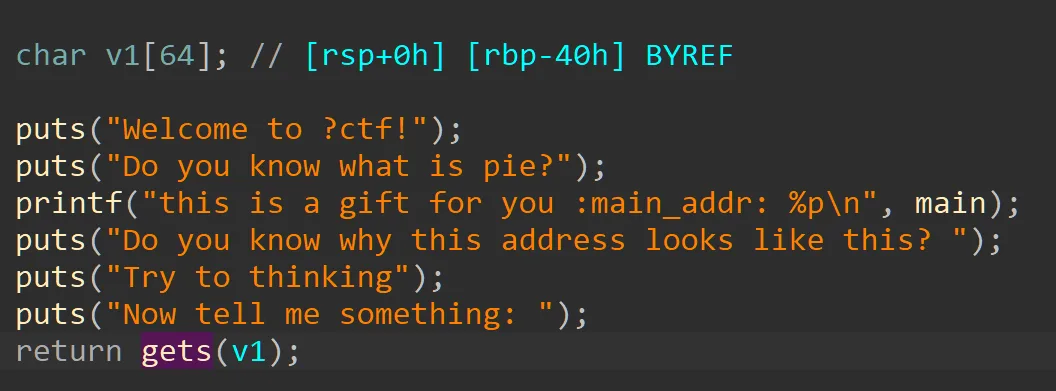 char v1[64]; // [rsp+0h] [rbp-40h] BYREF
puts("Welcome to ?ctf!");
puts("Do you know what is pie?");
printf("this is a gift for you :main_addr: %p\n", main);
puts("Do you know why this address looks like this? ");
puts("Try to thinking");
puts("Now tell me something: ");
return gets(v1);